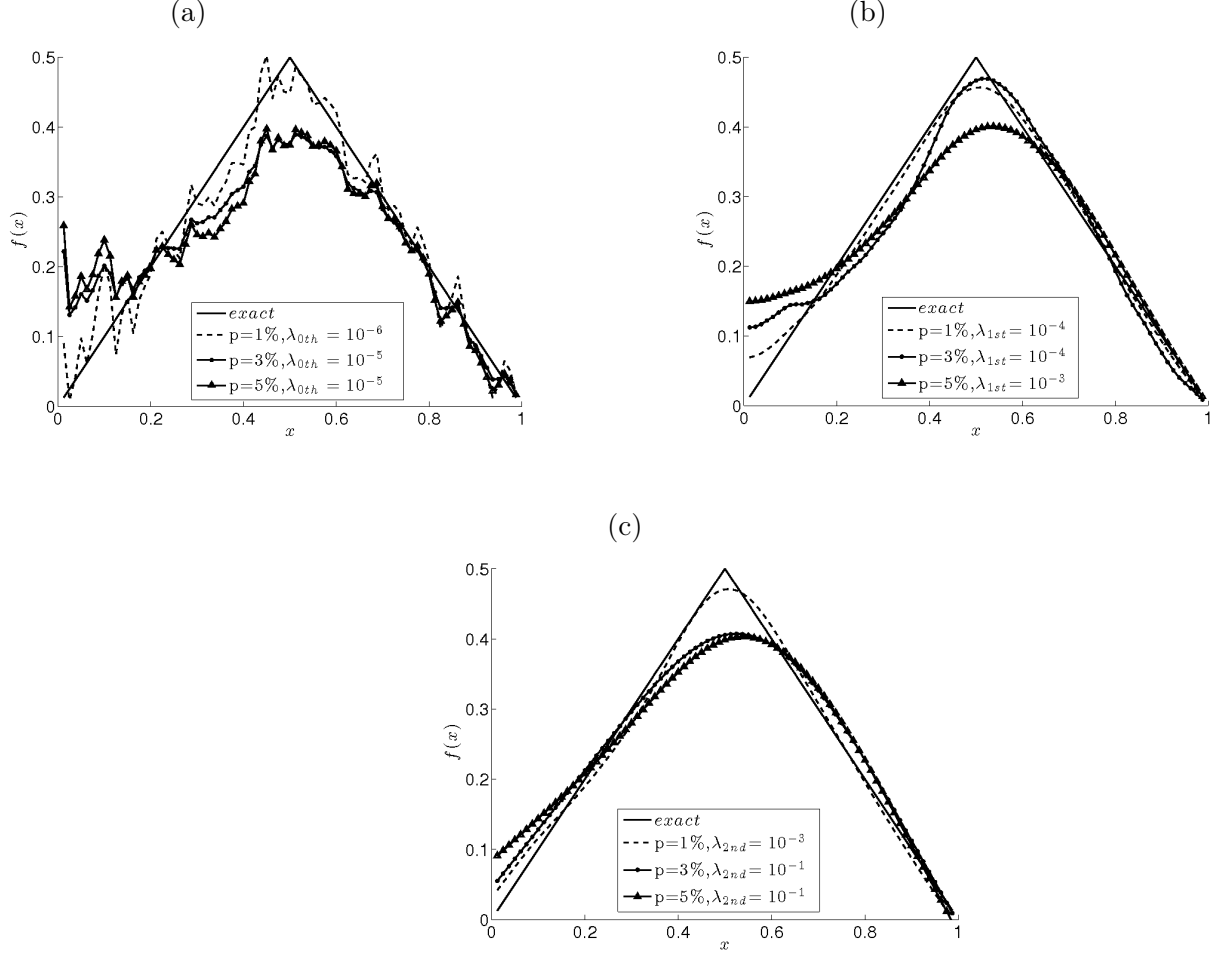 (a)
0.5
0.4
0.3
0.2
0.1
0
f(x)
exact
p=1%,λ0th = 10^-6
p=3%,λ0th = 10^-5
p=5%,λ0th = 10^-5
0 0.2 0.4 0.6 0.8 1
x
(b)
0.5
0.4
0.3
0.2
0.1
0
f(x)
exact
p=1%,λ1st= 10^-4
p=3%,λ1st= 10^-4
p=5%,λ1st= 10^-3
0 0.2 0.4 0.6 0.8 1
x
(c)
0.5
0.4
0.3
0.2
0.1
0
f(x)
exact
p=1%,λ2nd= 10^-3
p=3%,λ2nd= 10^-1
p=5%,λ2nd= 10^-1
0 0.2 0.4 0.6 0.8 1
x